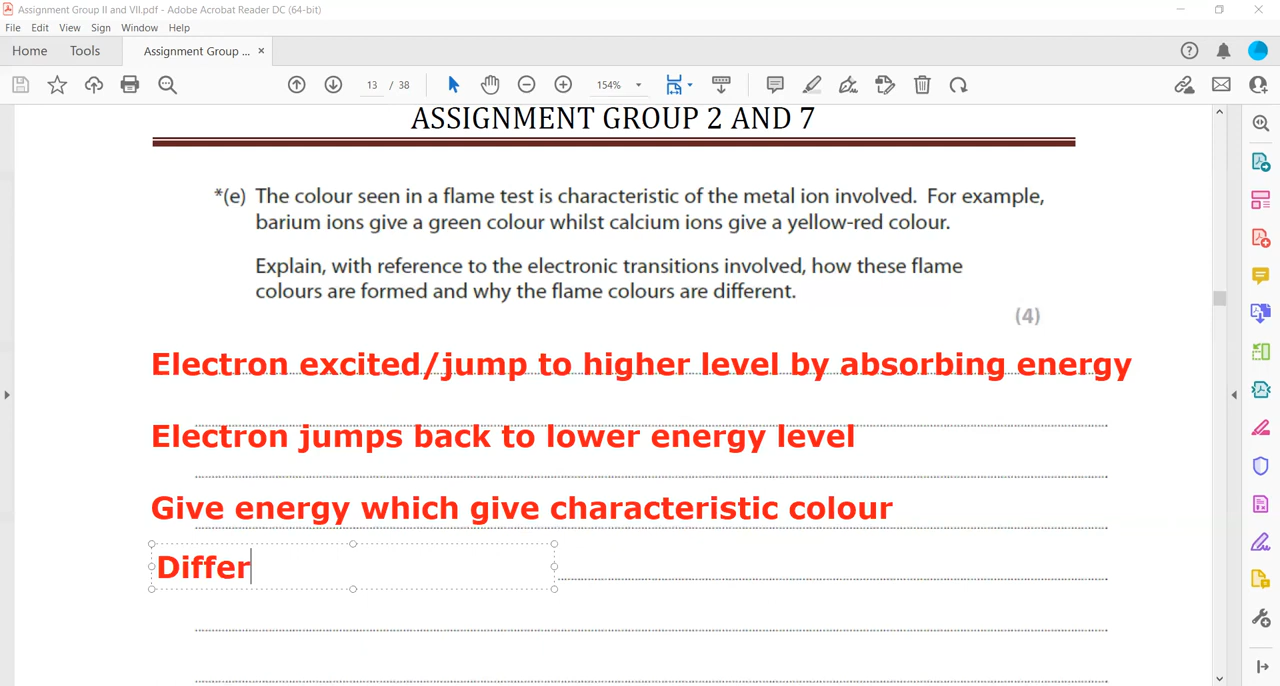 Assignment Group II and VII.pdf - Adobe Acrobat Reader DC (64-bit)
File Edit View Sign Window Help
Home Tools Assignment Group ... ×
13 / 38 154%
ASSIGNMENT GROUP 2 AND 7
*(e) The colour seen in a flame test is characteristic of the metal ion involved. For example,
barium ions give a green colour whilst calcium ions give a yellow-red colour.
Explain, with reference to the electronic transitions involved, how these flame
colours are formed and why the flame colours are different.
(4)
Electron excited/jump to higher level by absorbing energy
Electron jumps back to lower energy level
Give energy which give characteristic colour
Differ